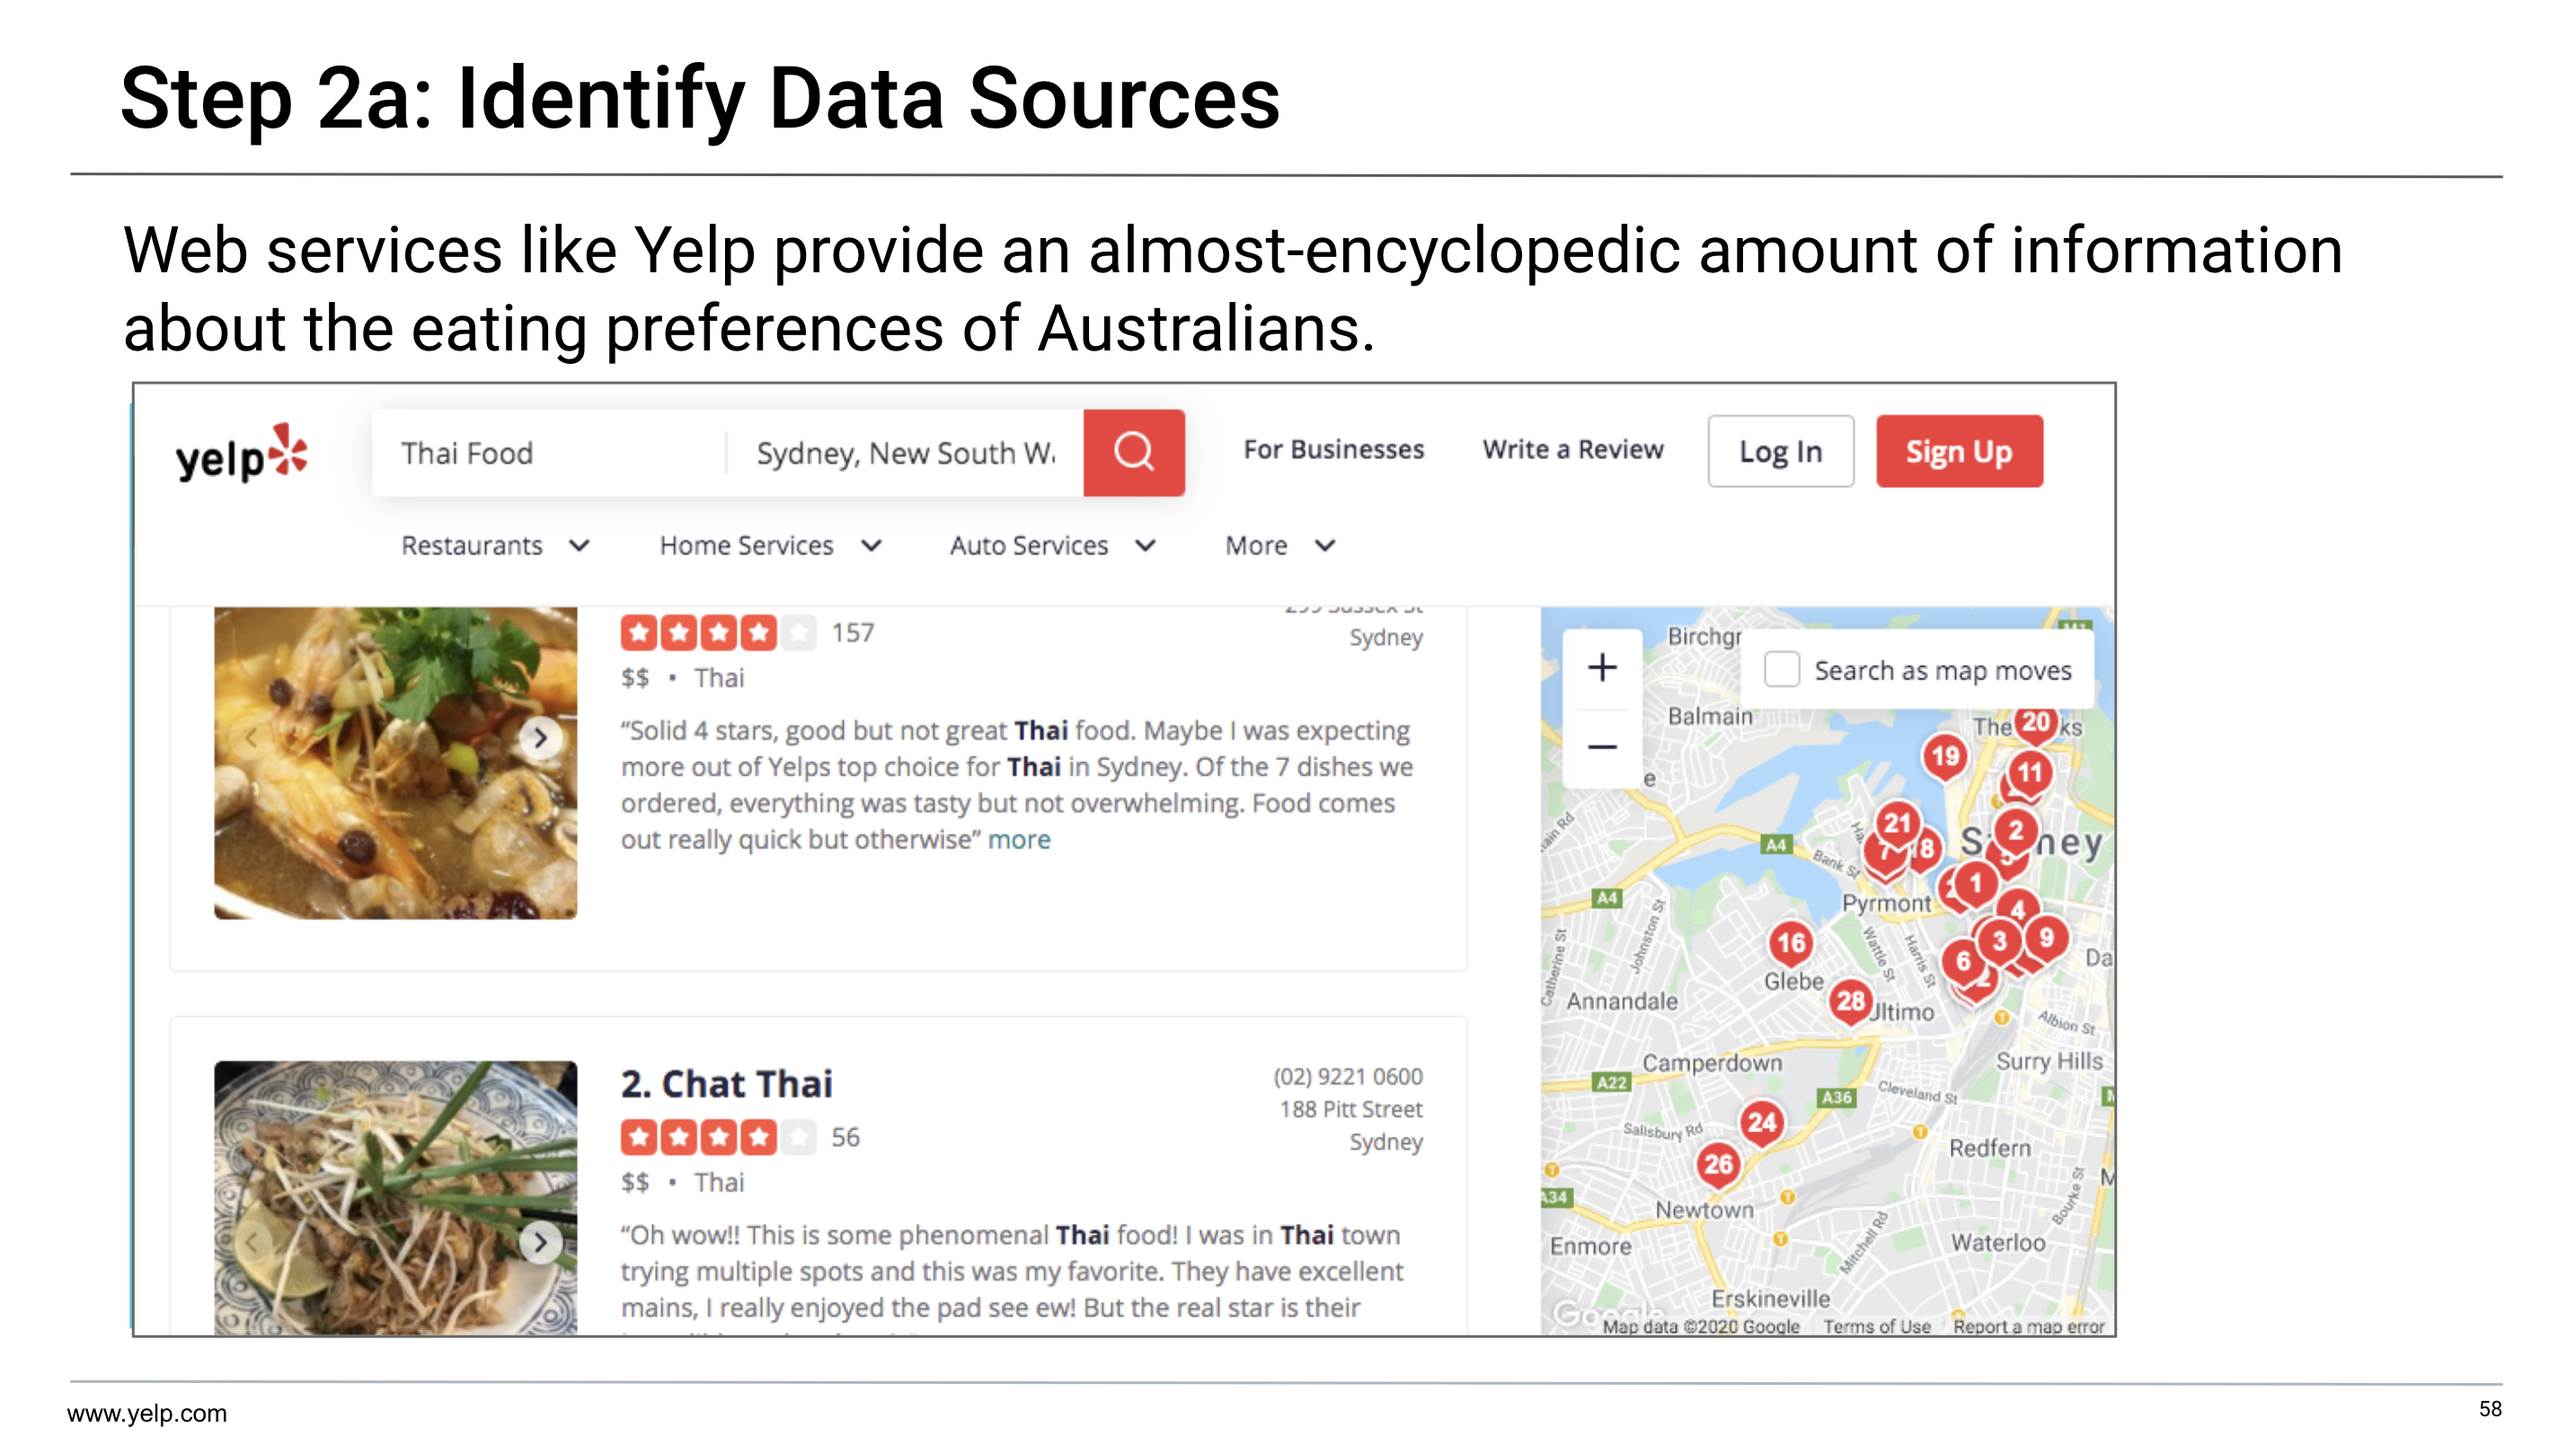 Step 2a: Identify Data Sources
Web services like Yelp provide an almost-encyclopedic amount of information
about the eating preferences of Australians.
yelp
Thai Food
Sydney, New South W
For Businesses
Write a Review
Log In
Sign Up
Restaurants
Home Services
Auto Services
More
157
Sydney
$$ • Thai
“Solid 4 stars, good but not great Thai food. Maybe I was expecting
more out of Yelps top choice for Thai in Sydney. Of the 7 dishes we
ordered, everything was tasty but not overwhelming. Food comes
out really quick but otherwise” more
2. Chat Thai
56
(02) 9221 0600
188 Pitt Street
Sydney
$$ • Thai
“Oh wow!! This is some phenomenal Thai food! I was in Thai town
trying multiple spots and this was my favorite. They have excellent
mains, I really enjoyed the pad see ew! But the real star is their
Birchgr
Search as map moves
+
−
Balmain
The
ks
20
19
e
11
21
2
7
8
S
ney
5
A4
Bank St
1
A4
Pyrmont
4
Johnston St
16
Wattle St
Harris St
3
9
6
2
Da
Catherine St
Glebe
Annandale
28
Ultimo
Albion St
Camperdown
Surry Hills
A22
A36
Cleveland St
24
Salisbury Rd
Redfern
26
A34
Newtown
Bourke St
M
Enmore
Mitchell Rd
Waterloo
Erskineville
Google
Map data ©2020 Google
Terms of Use
Report a map error
www.yelp.com
58